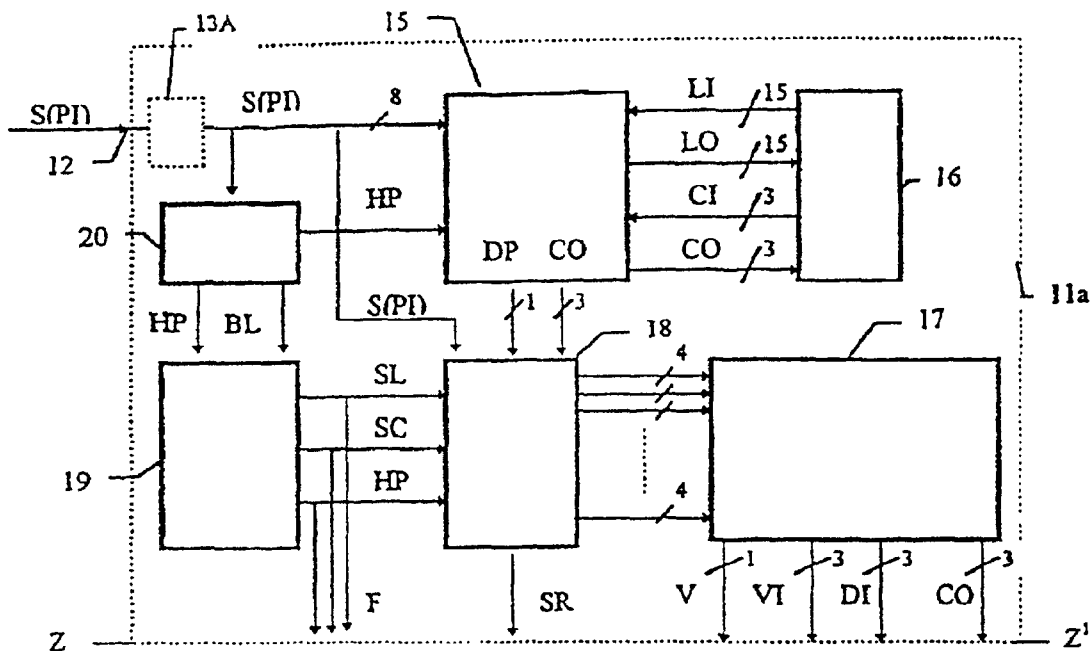 13A
15
S(PI)
S(PI)
8
LI
15
12
LO
15
16
HP
CI
3
20
DP
CO
CO
3
11a
HP
BL
S(PI)
1
3
18
17
SL
4
SC
19
HP
4
F
SR
V
1
VI
3
DI
3
CO
3
Z
Z¹